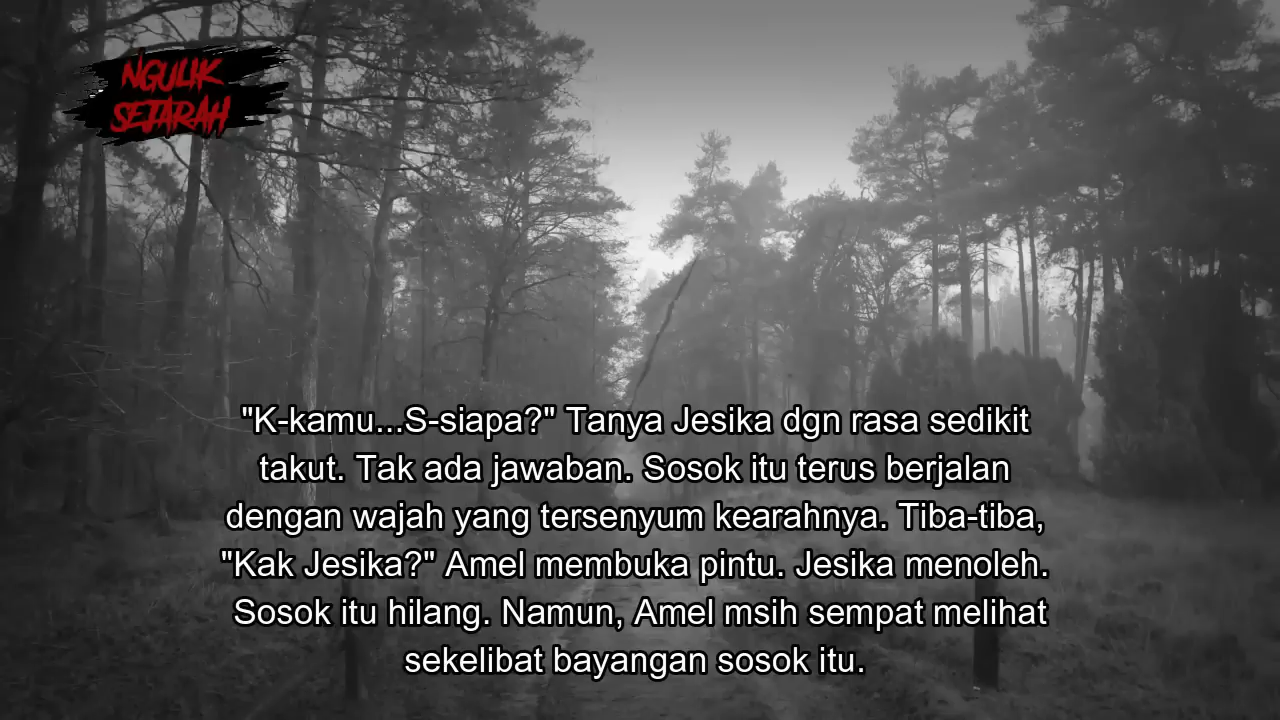 NGULIK
SEJARAH
"K-kamu...S-siapa?" Tanya Jesika dgn rasa sedikit
takut. Tak ada jawaban. Sosok itu terus berjalan
dengan wajah yang tersenyum kearahnya. Tiba-tiba,
"Kak Jesika?" Amel membuka pintu. Jesika menoleh.
Sosok itu hilang. Namun, Amel msih sempat melihat
sekelibat bayangan sosok itu.